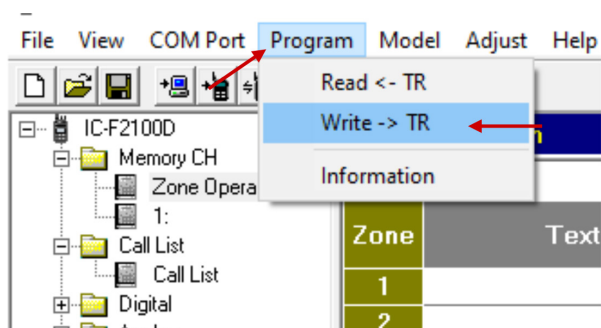 File View COM Port Program Model Adjust Help
Read <- TR
Write -> TR
Information
IC-F2100D
Memory CH
Zone Opera
1:
Call List
Call List
Digital
Zone Text
1
2